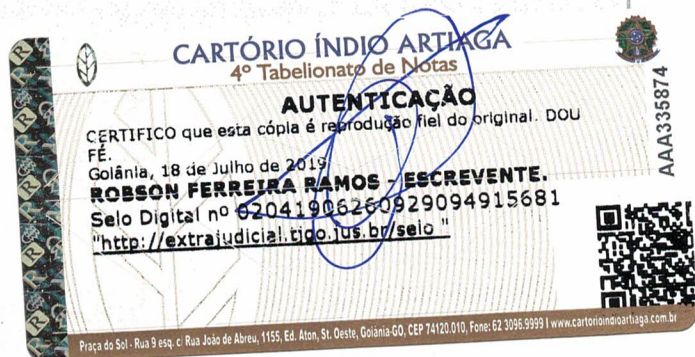 CARTÓRIO ÍNDIO ARTIAGA
4º Tabelionato de Notas
AUTENTICAÇÃO
CERTIFICO que esta cópia é reprodução fiel do original. DOU
FÉ.
Goiânia, 18 de Julho de 2019
ROBSON FERREIRA RAMOS - ESCREVENTE.
Selo Digital nº 02041906260929094915681
"http://extrajudicial.tjgo.jus.br/selo "
AAA335874
Praça do Sol - Rua 9 esq. c/ Rua João de Abreu, 1155, Ed. Aton, St. Oeste, Goiânia-GO, CEP 74120.010, Fone: 62 3096.9999 I www.cartorioindioartiaga.com.br